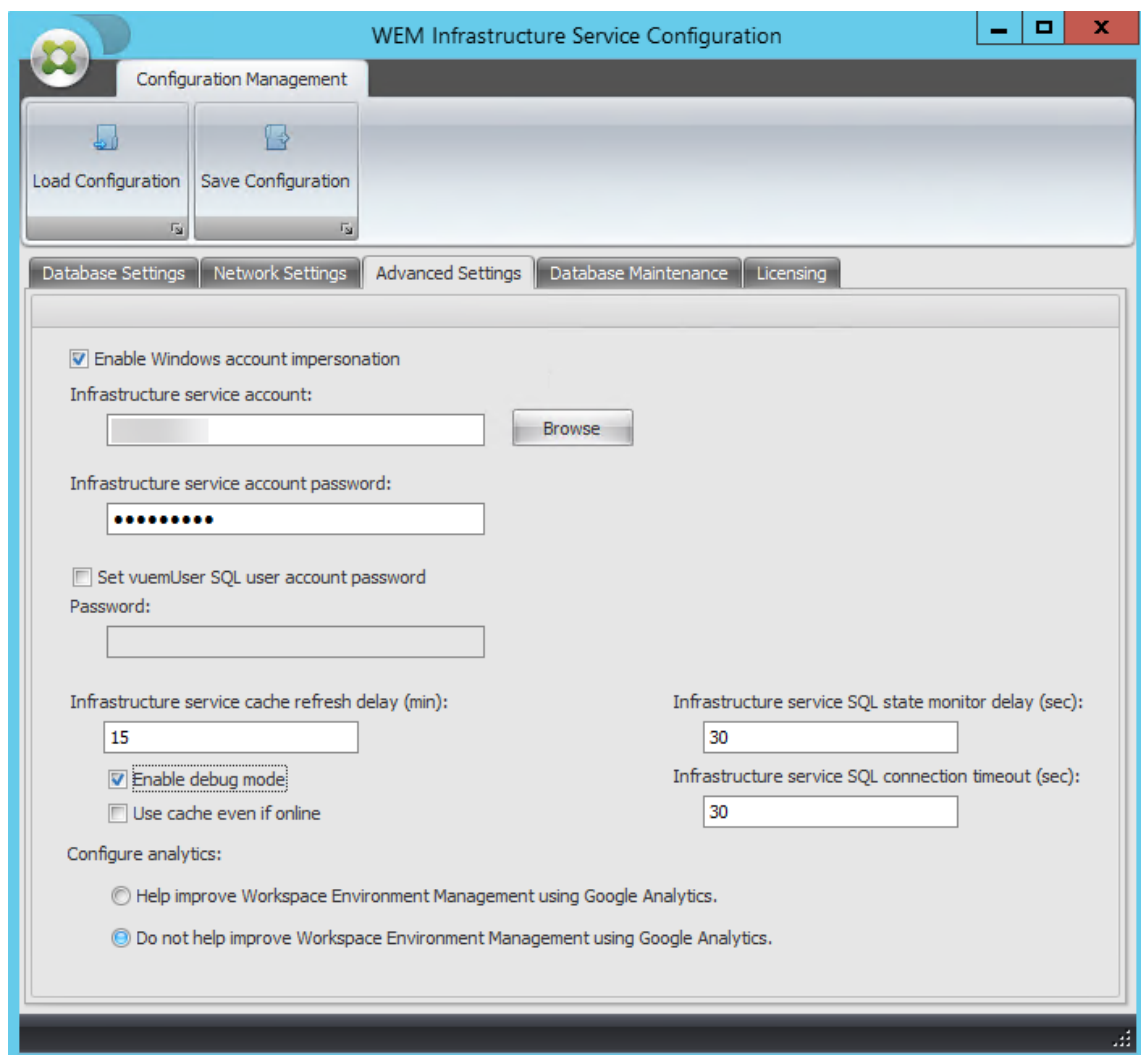 WEM Infrastructure Service Configuration
Configuration Management
Load Configuration
Save Configuration
Database Settings
Network Settings
Advanced Settings
Database Maintenance
Licensing
Enable Windows account impersonation
Infrastructure service account:
Browse
Infrastructure service account password:
•••••••••
Set vuemUser SQL user account password
Password:
Infrastructure service cache refresh delay (min):
15
Infrastructure service SQL state monitor delay (sec):
30
Enable debug mode
Infrastructure service SQL connection timeout (sec):
Use cache even if online
30
Configure analytics:
Help improve Workspace Environment Management using Google Analytics.
Do not help improve Workspace Environment Management using Google Analytics.